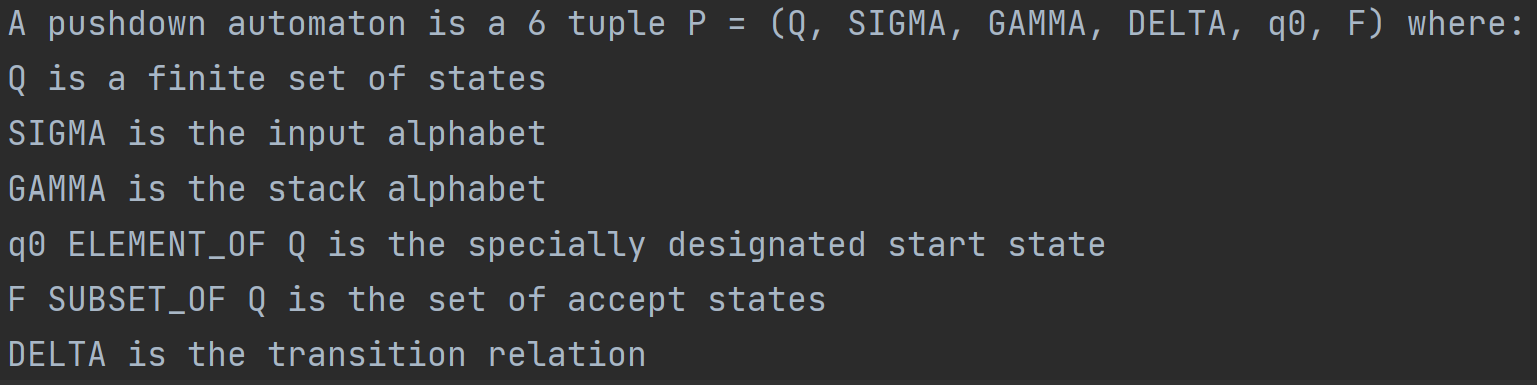 A pushdown automaton is a 6 tuple P = (Q, SIGMA, GAMMA, DELTA, q0, F) where:
Q is a finite set of states
SIGMA is the input alphabet
GAMMA is the stack alphabet
q0 ELEMENT_OF Q is the specially designated start state
F SUBSET_OF Q is the set of accept states
DELTA is the transition relation